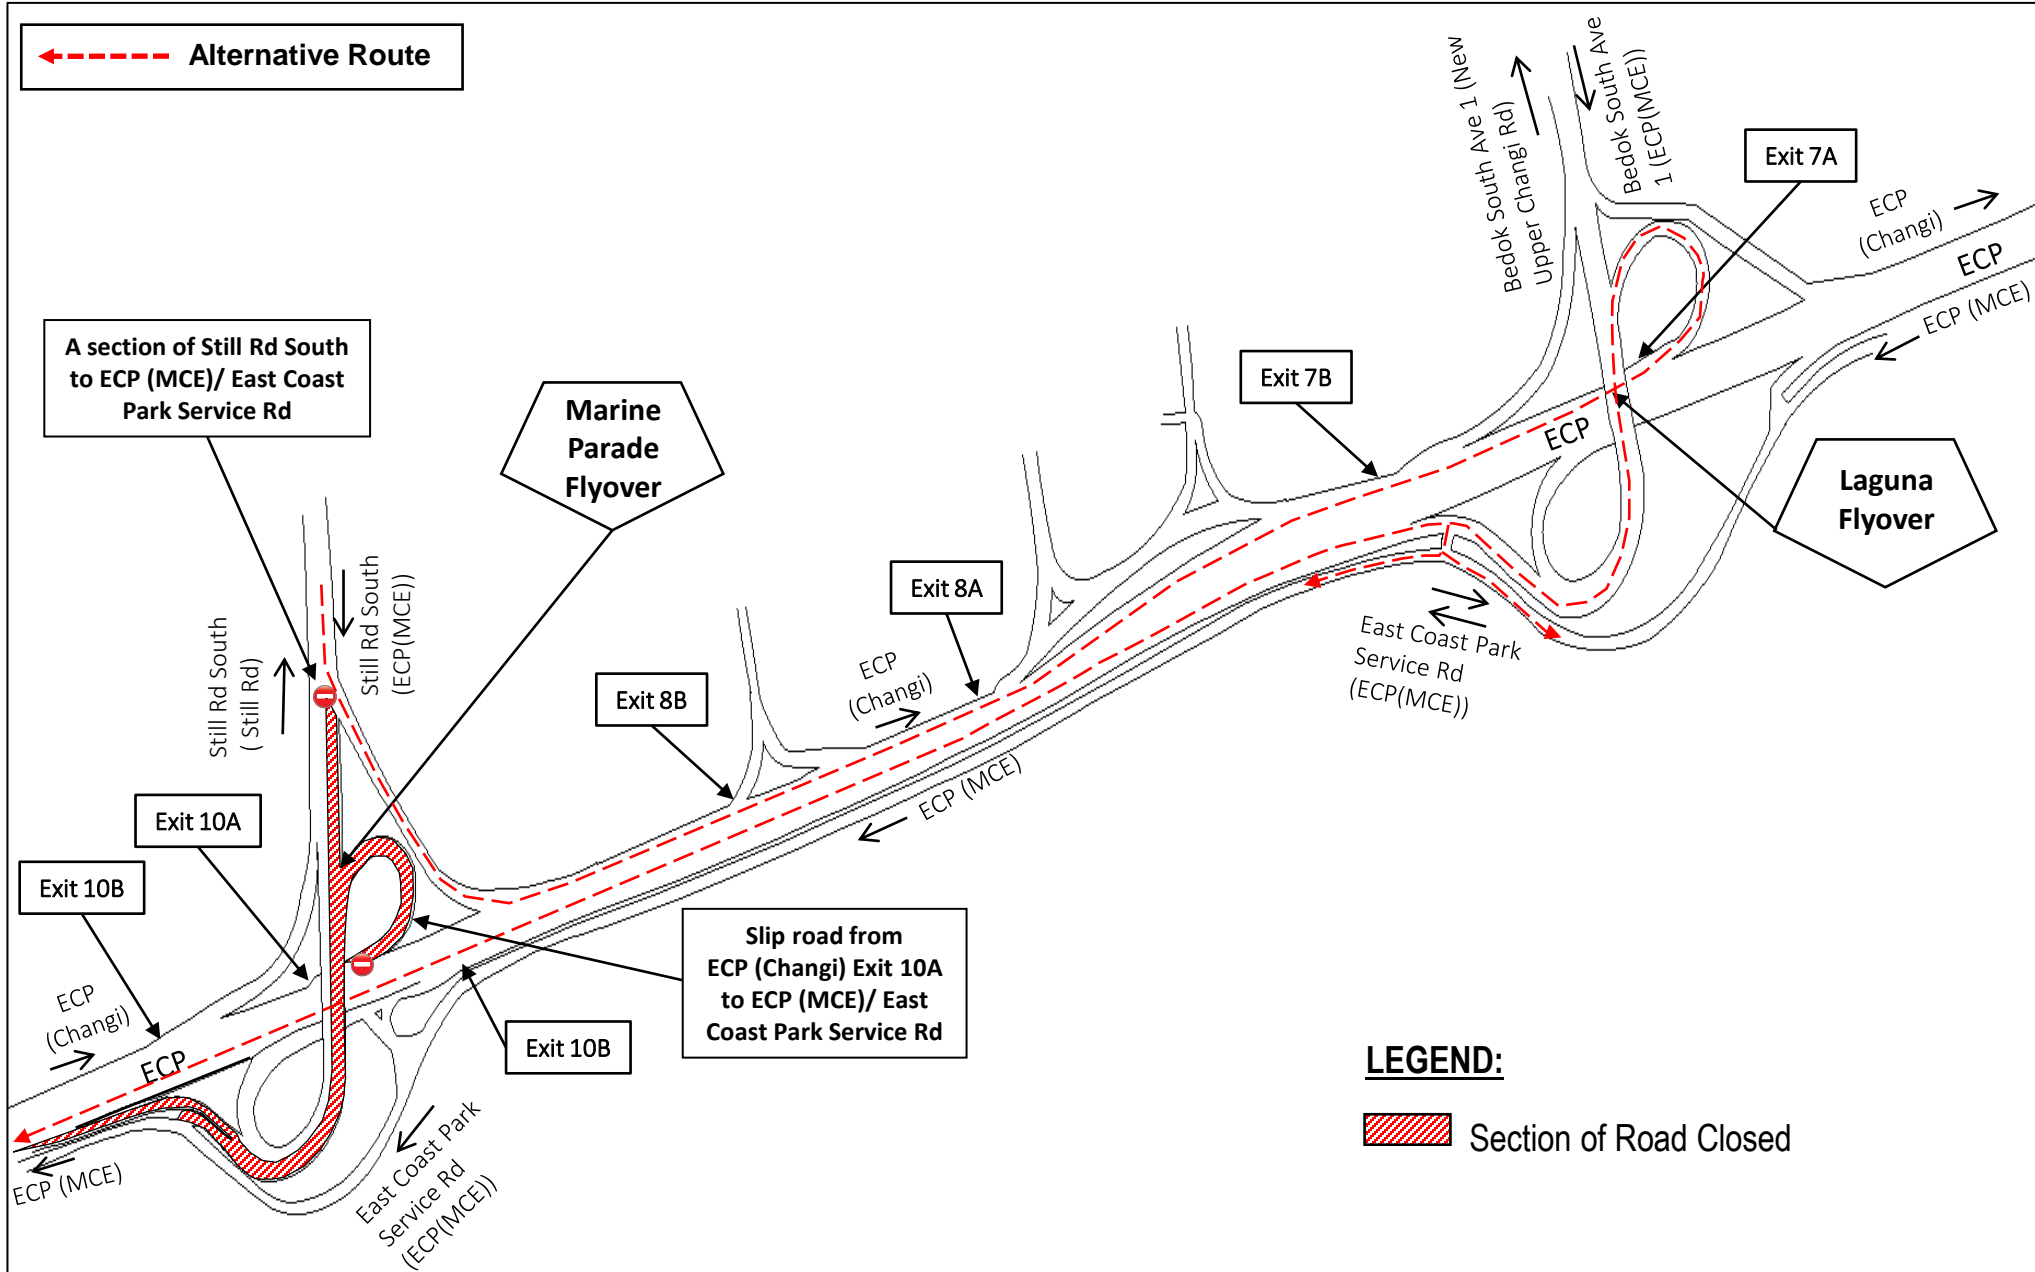 Alternative Route
Bedok South Ave 1 (New
Upper Changi Rd)
Bedok South Ave
1 (ECP(MCE))
Exit 7A
ECP
(Changi)
ECP
ECP (MCE)
A section of Still Rd South
to ECP (MCE)/ East Coast
Park Service Rd
Marine
Parade
Flyover
Exit 7B
ECP
Laguna
Flyover
Still Rd South
(ECP(MCE))
Still Rd South
( Still Rd)
Exit 8A
Exit 8B
ECP
(Changi)
East Coast Park
Service Rd
(ECP(MCE))
ECP (MCE)
Exit 10A
Exit 10B
Slip road from
ECP (Changi) Exit 10A
to ECP (MCE)/ East
Coast Park Service Rd
ECP
(Changi)
Exit 10B
ECP
ECP (MCE)
East Coast Park
Service Rd
(ECP(MCE))
LEGEND:
Section of Road Closed